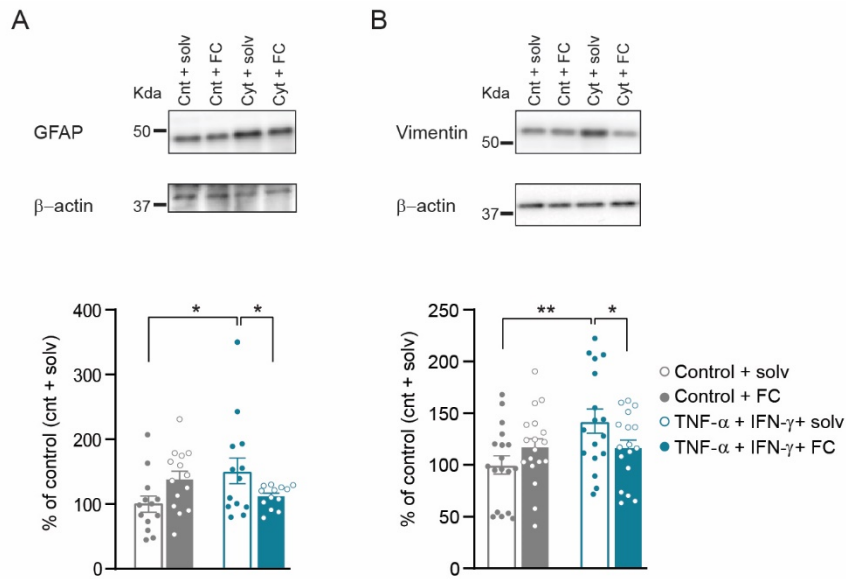 A
Cnt + solv
Cnt + FC
Cyt + solv
Cyt + FC
Kda
GFAP
50
β–actin
37
B
Cnt + solv
Cnt + FC
Cyt + solv
Cyt + FC
Kda
Vimentin
50
β–actin
37
% of control (cnt + solv)
400
300
200
100
0
*
*
% of control (cnt + solv)
250
200
150
100
50
0
**
*
Control + solv
Control + FC
TNF-α + IFN-γ+ solv
TNF-α + IFN-γ+ FC